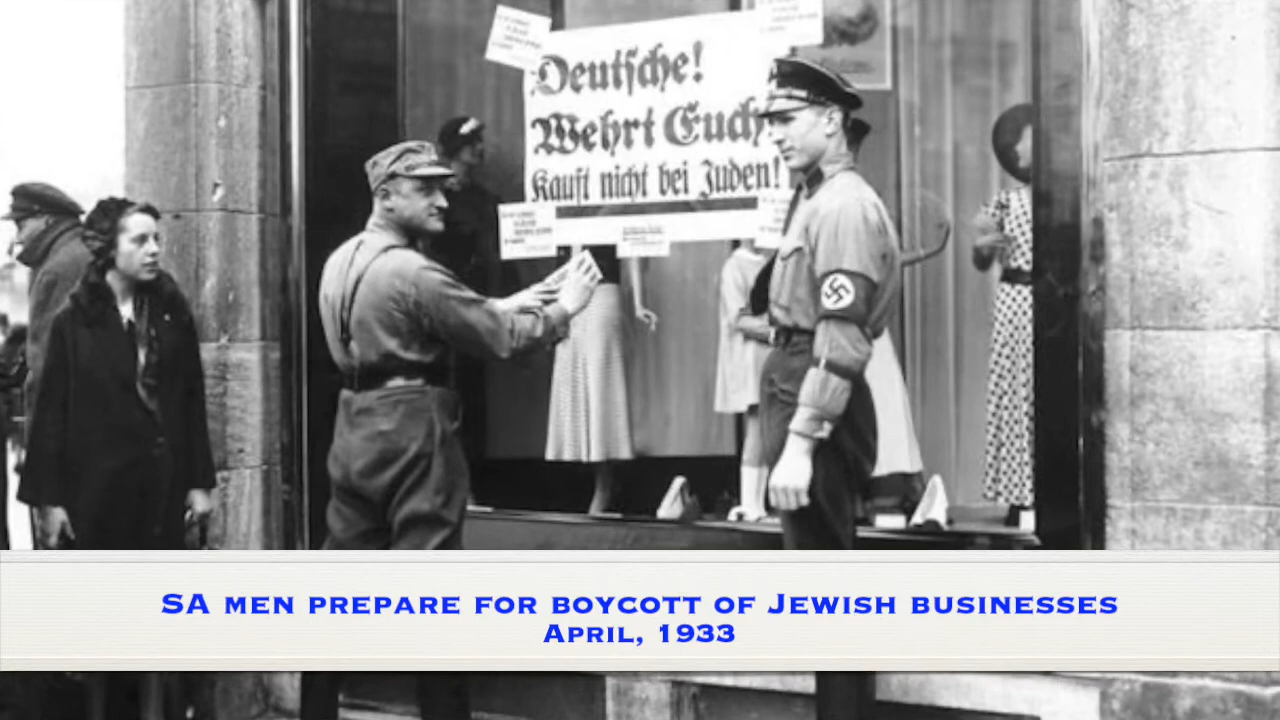 Deutsche!
Wehrt Euch!
Kauft nicht bei Juden!
SA men prepare for boycott of Jewish businesses
April, 1933